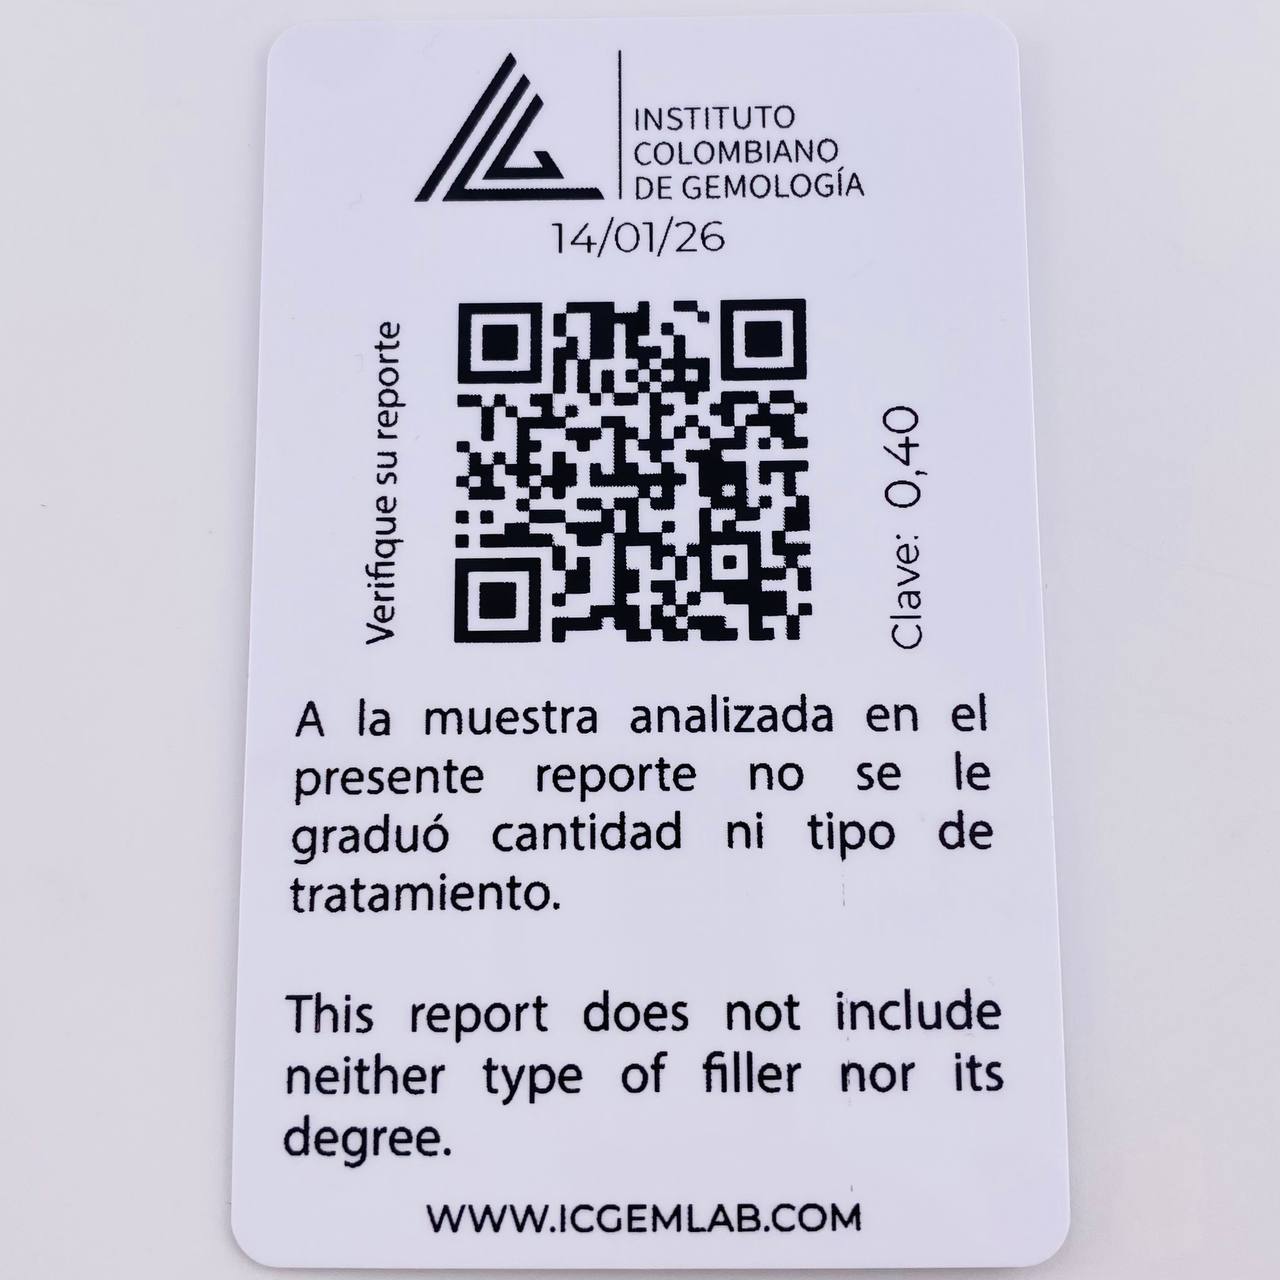 INSTITUTO
COLOMBIANO
DE GEMOLOGÍA
14/01/26
Verifique su reporte
Clave: 0,40
A la muestra analizada en el
presente reporte no se le
graduó cantidad ni tipo de
tratamiento.
This report does not include
neither type of filler nor its
degree.
WWW.ICGEMLAB.COM